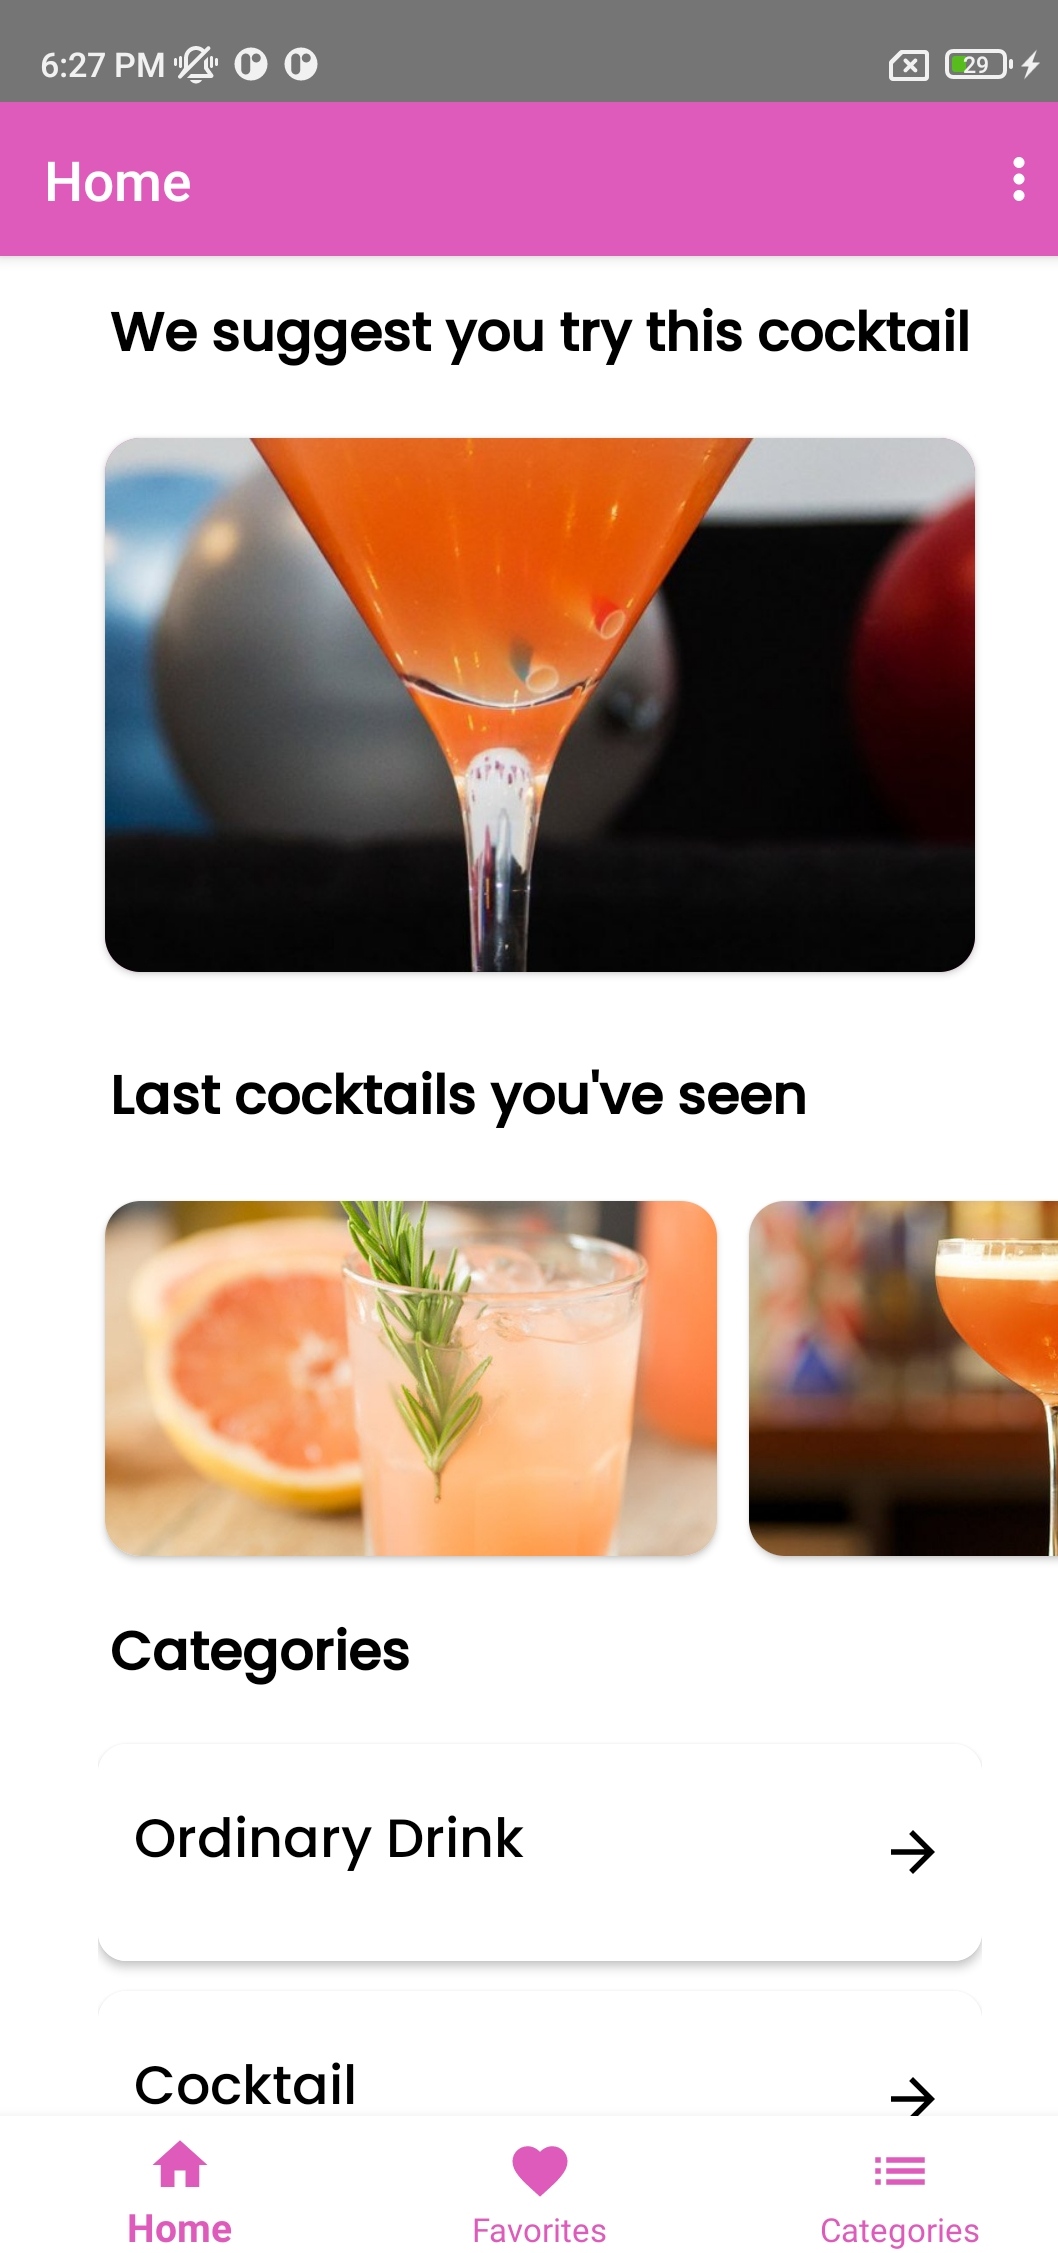 6:27 PM
29
Home
We suggest you try this cocktail
Last cocktails you've seen
Categories
Ordinary Drink
Cocktail
Home
Favorites
Categories